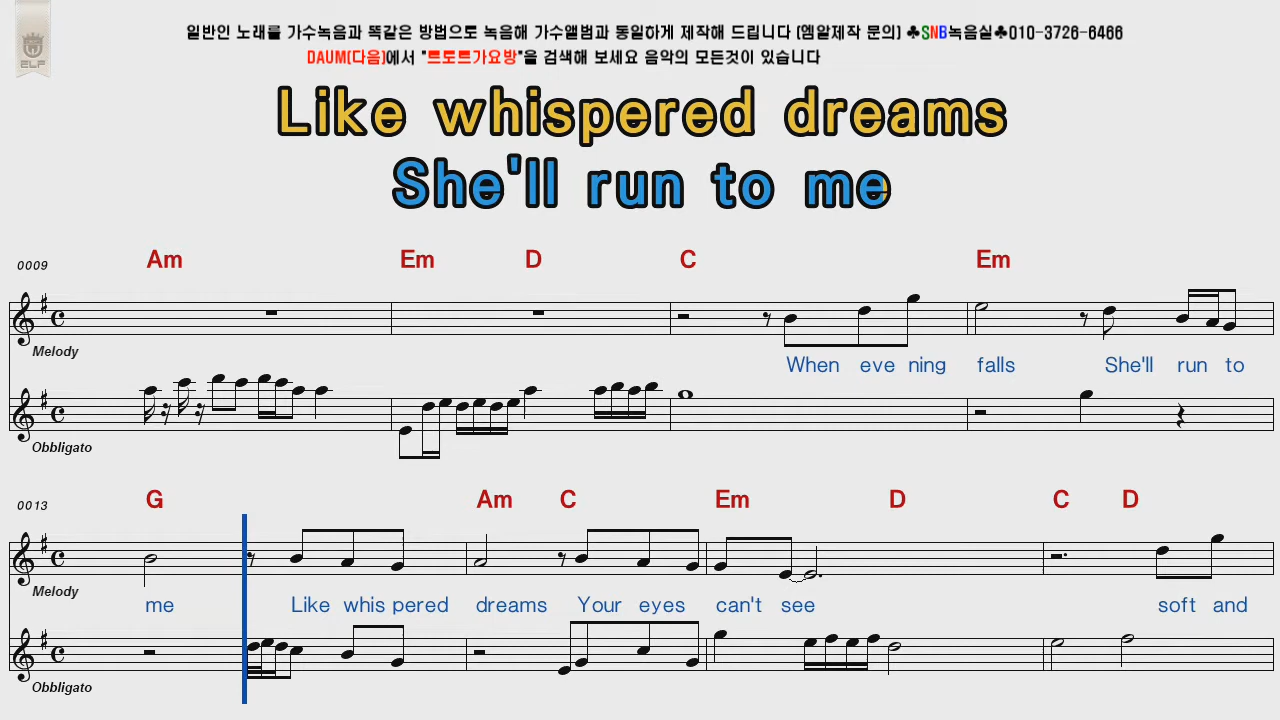 일반인 노래를 가수녹음과 똑같은 방법으로 녹음해 가수앨범과 동일하게 제작해 드립니다 (엠알제작 문의) ♣SNB녹음실♣010-3726-6466
DAUM(다음)에서 "트로트가요방"을 검색해 보세요 음악의 모든것이 있습니다
ELF
Like whispered dreams
She'll run to me
0009 Am Em D C Em
Melody
When eve ning falls She'll run to
Obbligato
0013 G Am C Em D C D
Melody
me Like whis pered dreams Your eyes can't see soft and
Obbligato